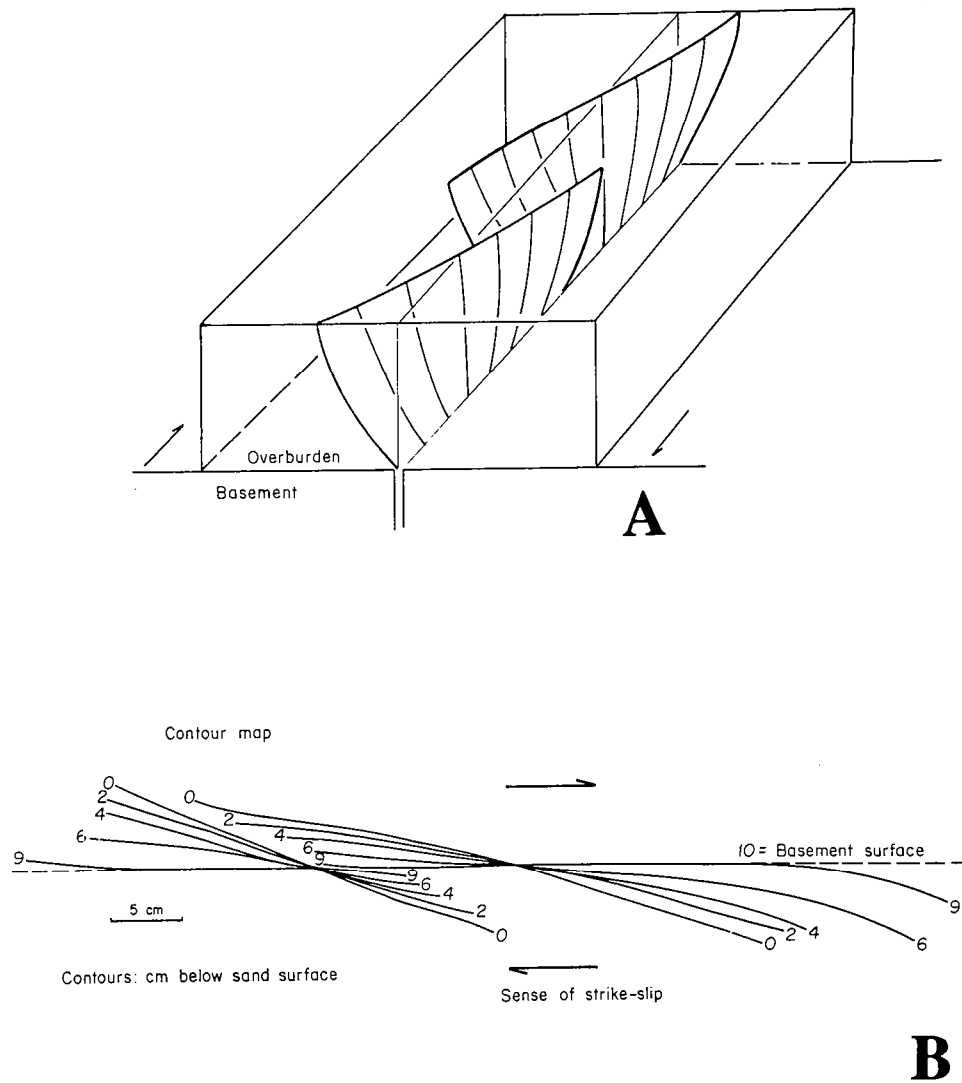 Overburden
Basement
A
Contour map
0
2
4
6
9
0
2
4
6
9
9
6
4
2
0
10 = Basement surface
9
6
4
2
0
5 cm
Contours: cm below sand surface
Sense of strike-slip
B